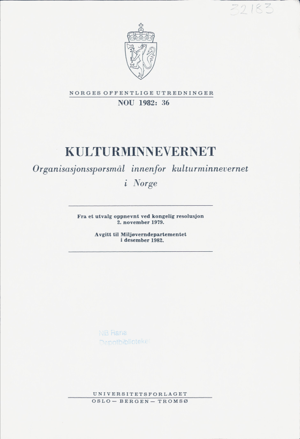 32183
NORGES OFFENTLIGE UTREDNINGER
NOU 1982: 36
KULTURMINNEVERNET
Organisasjonsspørsmål innenfor kulturminnevernet
i Norge
Fra et utvalg oppnevnt ved kongelig resolusjon
2. november 1979.
Avgitt til Miljøverndepartementet
i desember 1982.
UNIVERSITETSFORLAGET
OSLO – BERGEN – TROMSØ